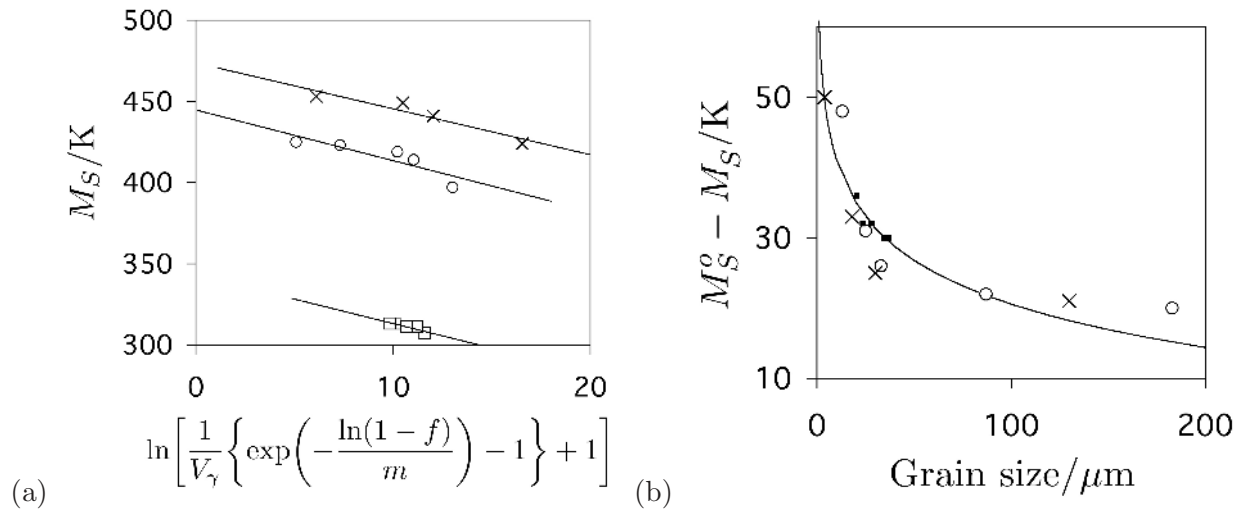 500
450
400
350
300
M_S/K
0 10 20
ln[1/V_γ{exp(−ln(1 − f)/m) − 1} + 1]
(a)
50
30
10
M_S^o − M_S/K
0 100 200
Grain size/μm
(b)